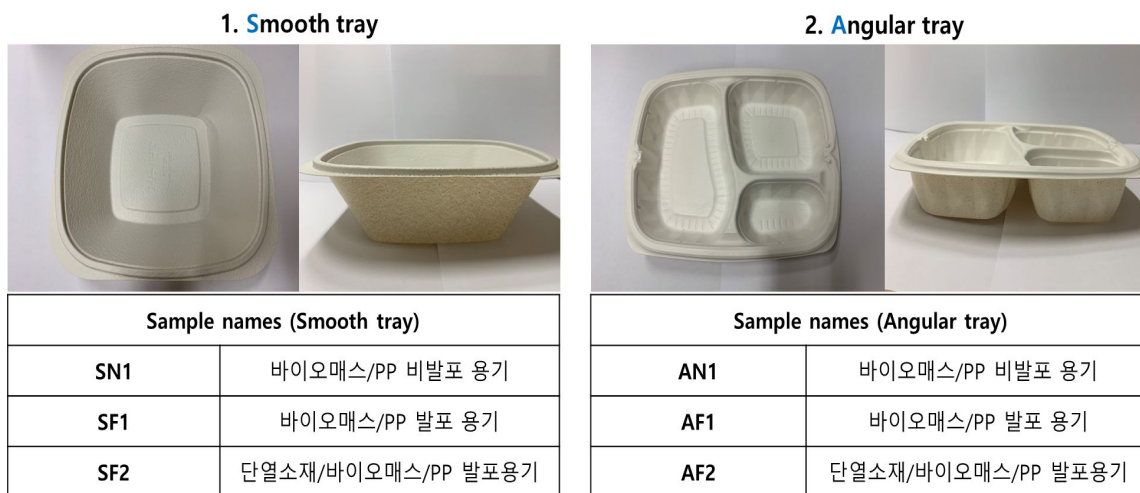 1. Smooth tray
2. Angular tray
Sample names (Smooth tray)
SN1 바이오매스/PP 비발포 용기
SF1 바이오매스/PP 발포 용기
SF2 단열소재/바이오매스/PP 발포용기
Sample names (Angular tray)
AN1 바이오매스/PP 비발포 용기
AF1 바이오매스/PP 발포 용기
AF2 단열소재/바이오매스/PP 발포용기